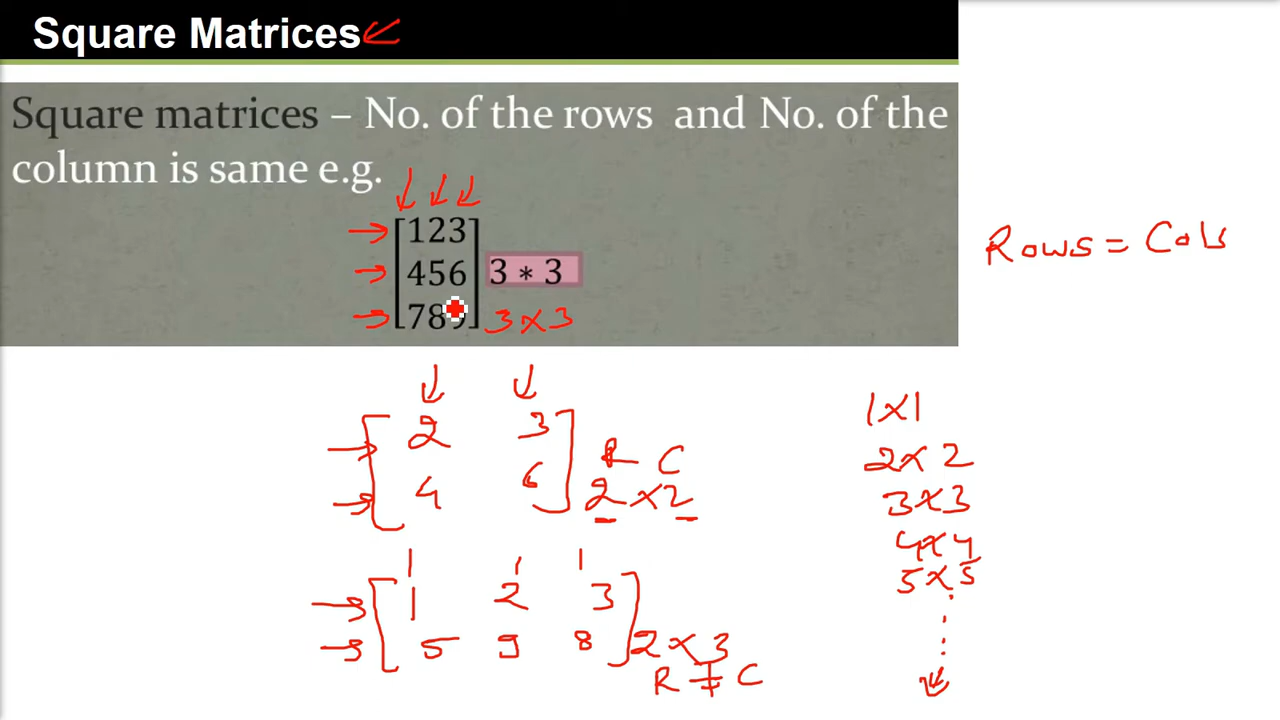 Square Matrices
Square matrices – No. of the rows and No. of the
column is same e.g.
[123]
[456] 3 * 3
[789] 3x3
Rows = Cols
[2 3]
[4 6] R C
2x2
[1 2 3]
[5 9 8] 2x3
R ≠ C
1x1
2x2
3x3
4x4
5x5